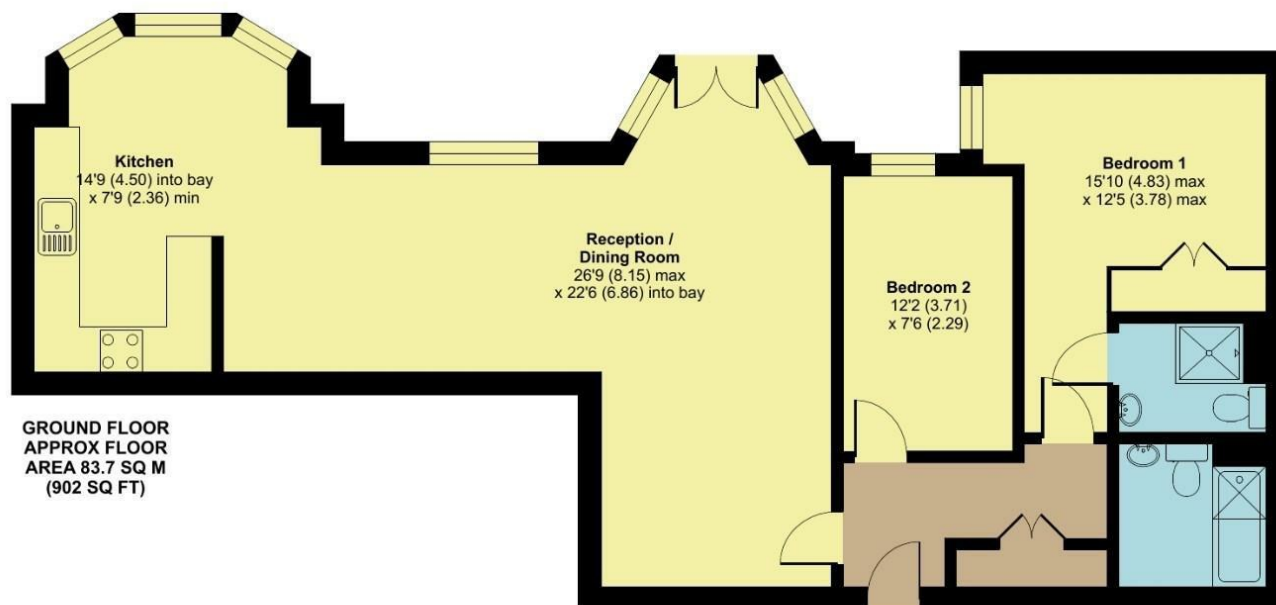 Kitchen
14'9 (4.50) into bay
x 7'9 (2.36) min
Reception /
Dining Room
26'9 (8.15) max
x 22'6 (6.86) into bay
Bedroom 2
12'2 (3.71)
x 7'6 (2.29)
Bedroom 1
15'10 (4.83) max
x 12'5 (3.78) max
GROUND FLOOR
APPROX FLOOR
AREA 83.7 SQ M
(902 SQ FT)